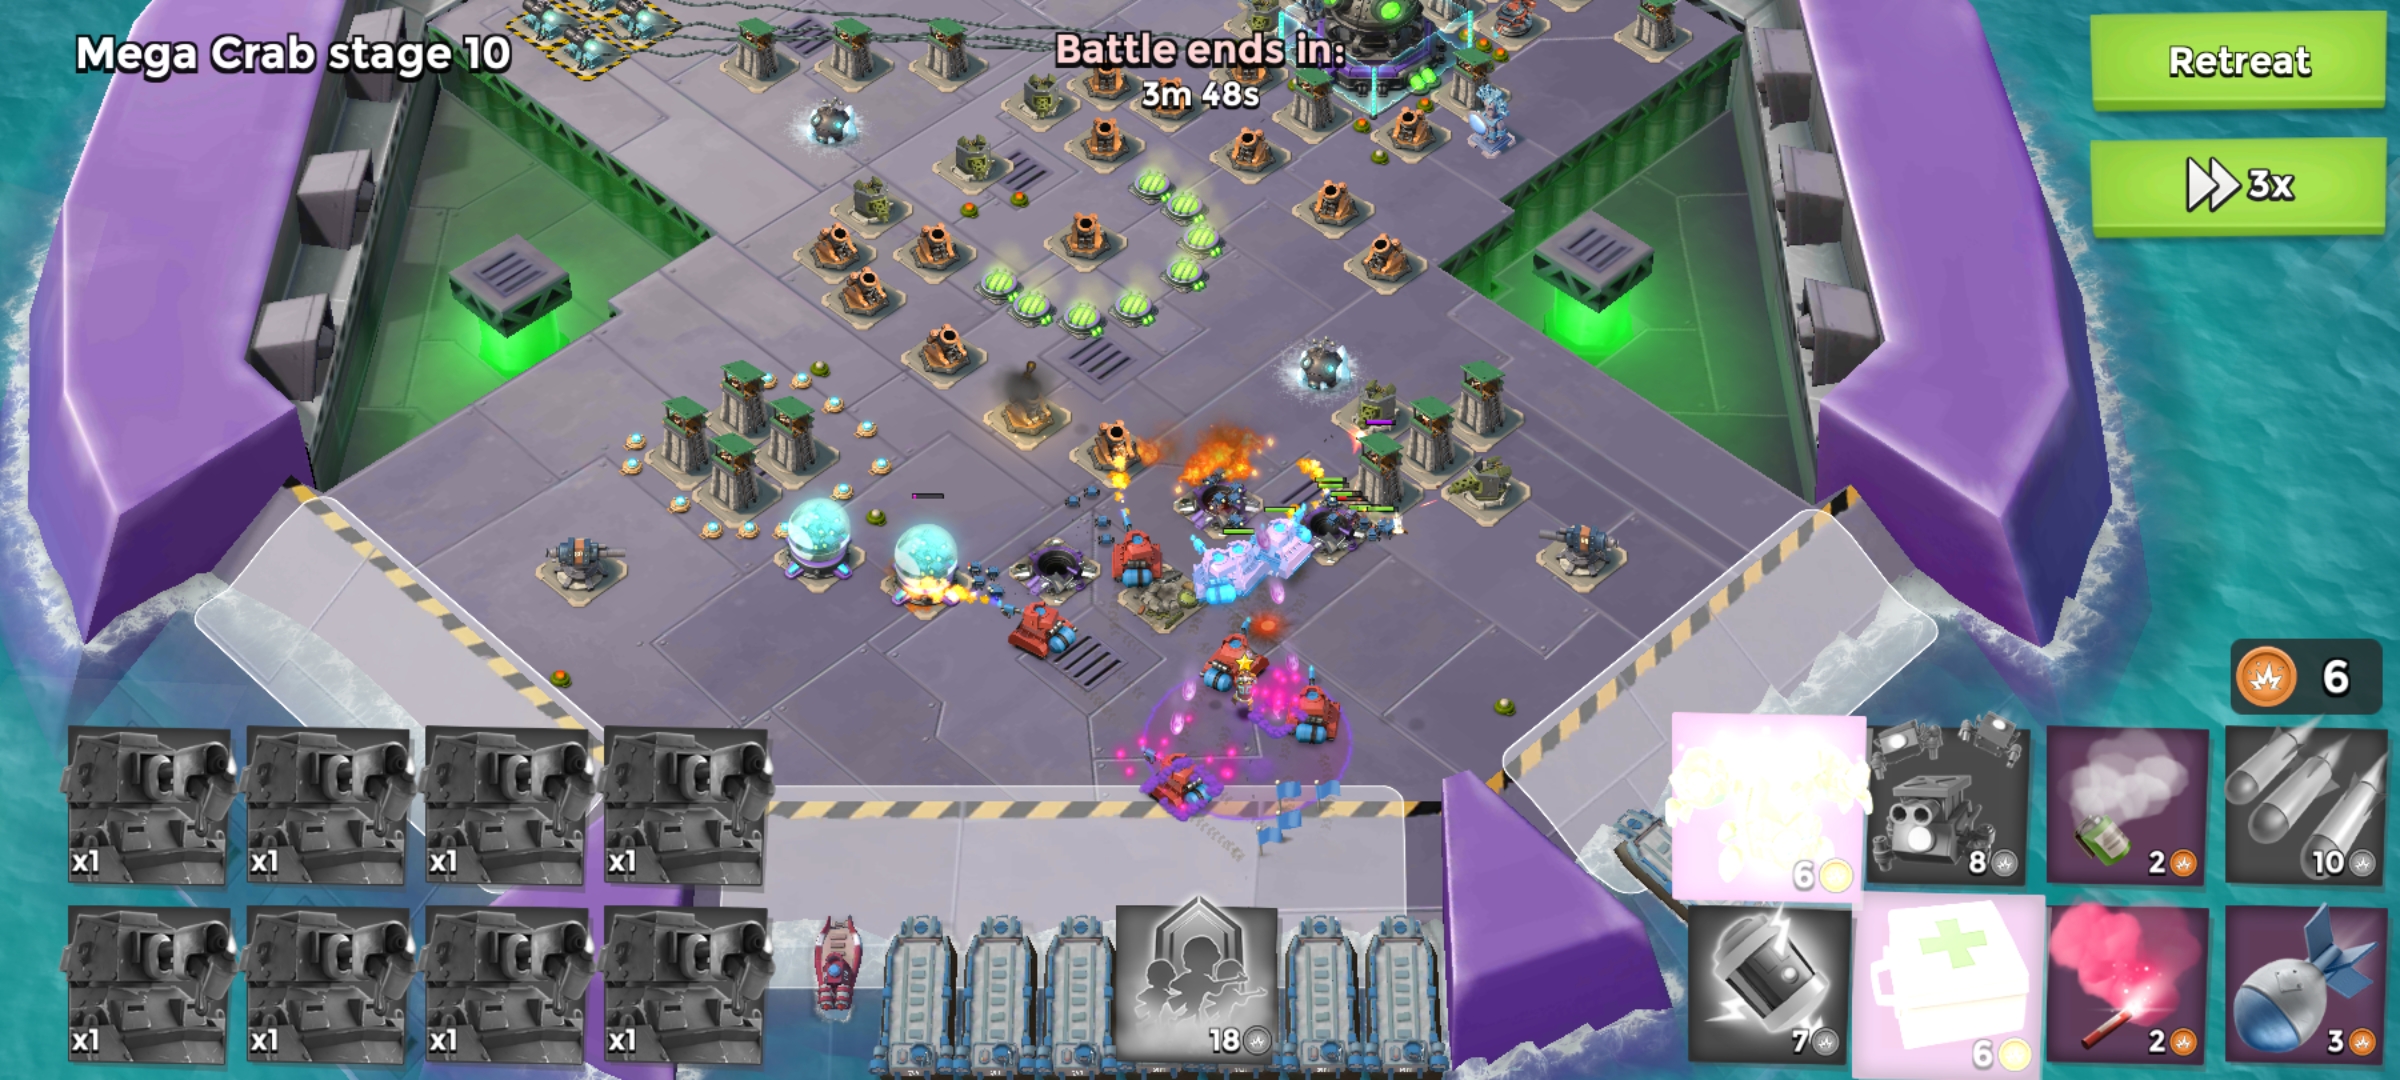 Mega Crab stage 10
Battle ends in:
3m 48s
Retreat
3x
6
x1
x1
x1
x1
6
8
2
10
x1
x1
x1
x1
18
7
6
2
3